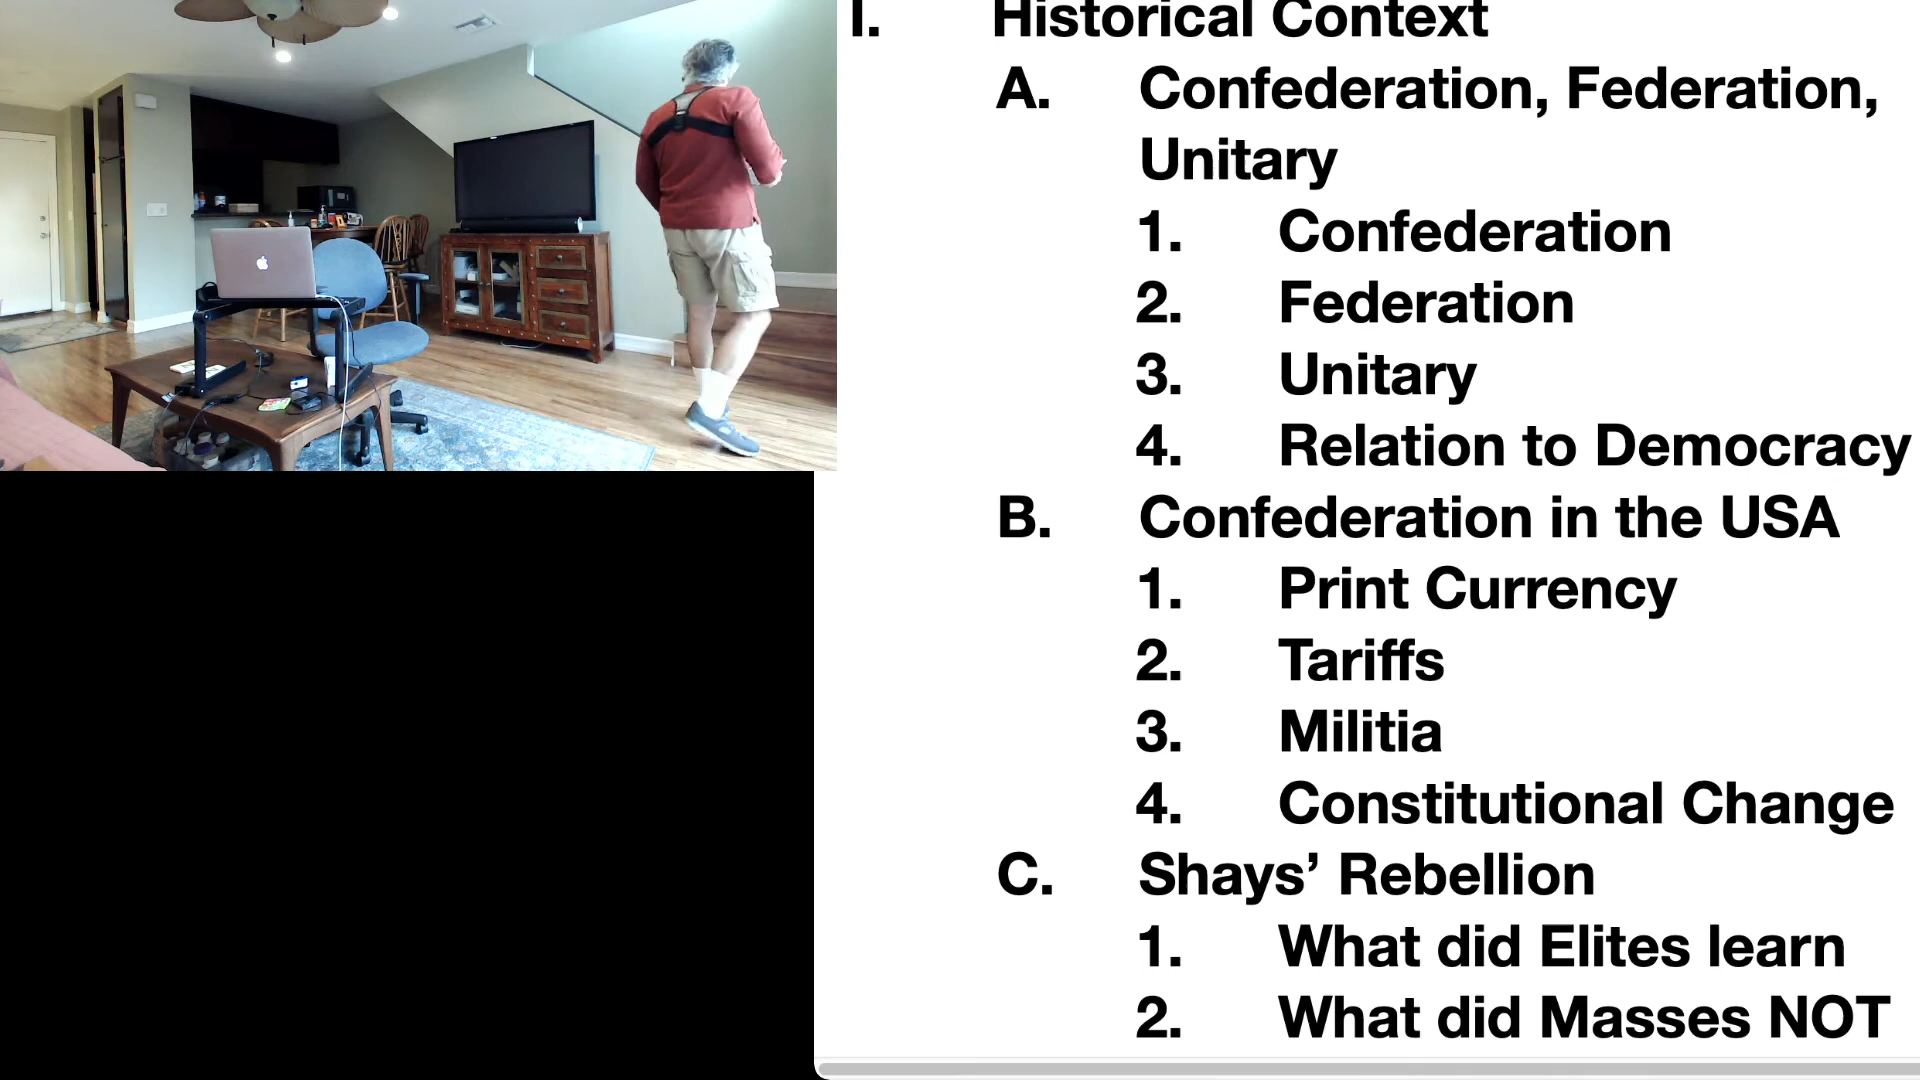 I. Historical Context
A. Confederation, Federation,
Unitary
1. Confederation
2. Federation
3. Unitary
4. Relation to Democracy
B. Confederation in the USA
1. Print Currency
2. Tariffs
3. Militia
4. Constitutional Change
C. Shays’ Rebellion
1. What did Elites learn
2. What did Masses NOT